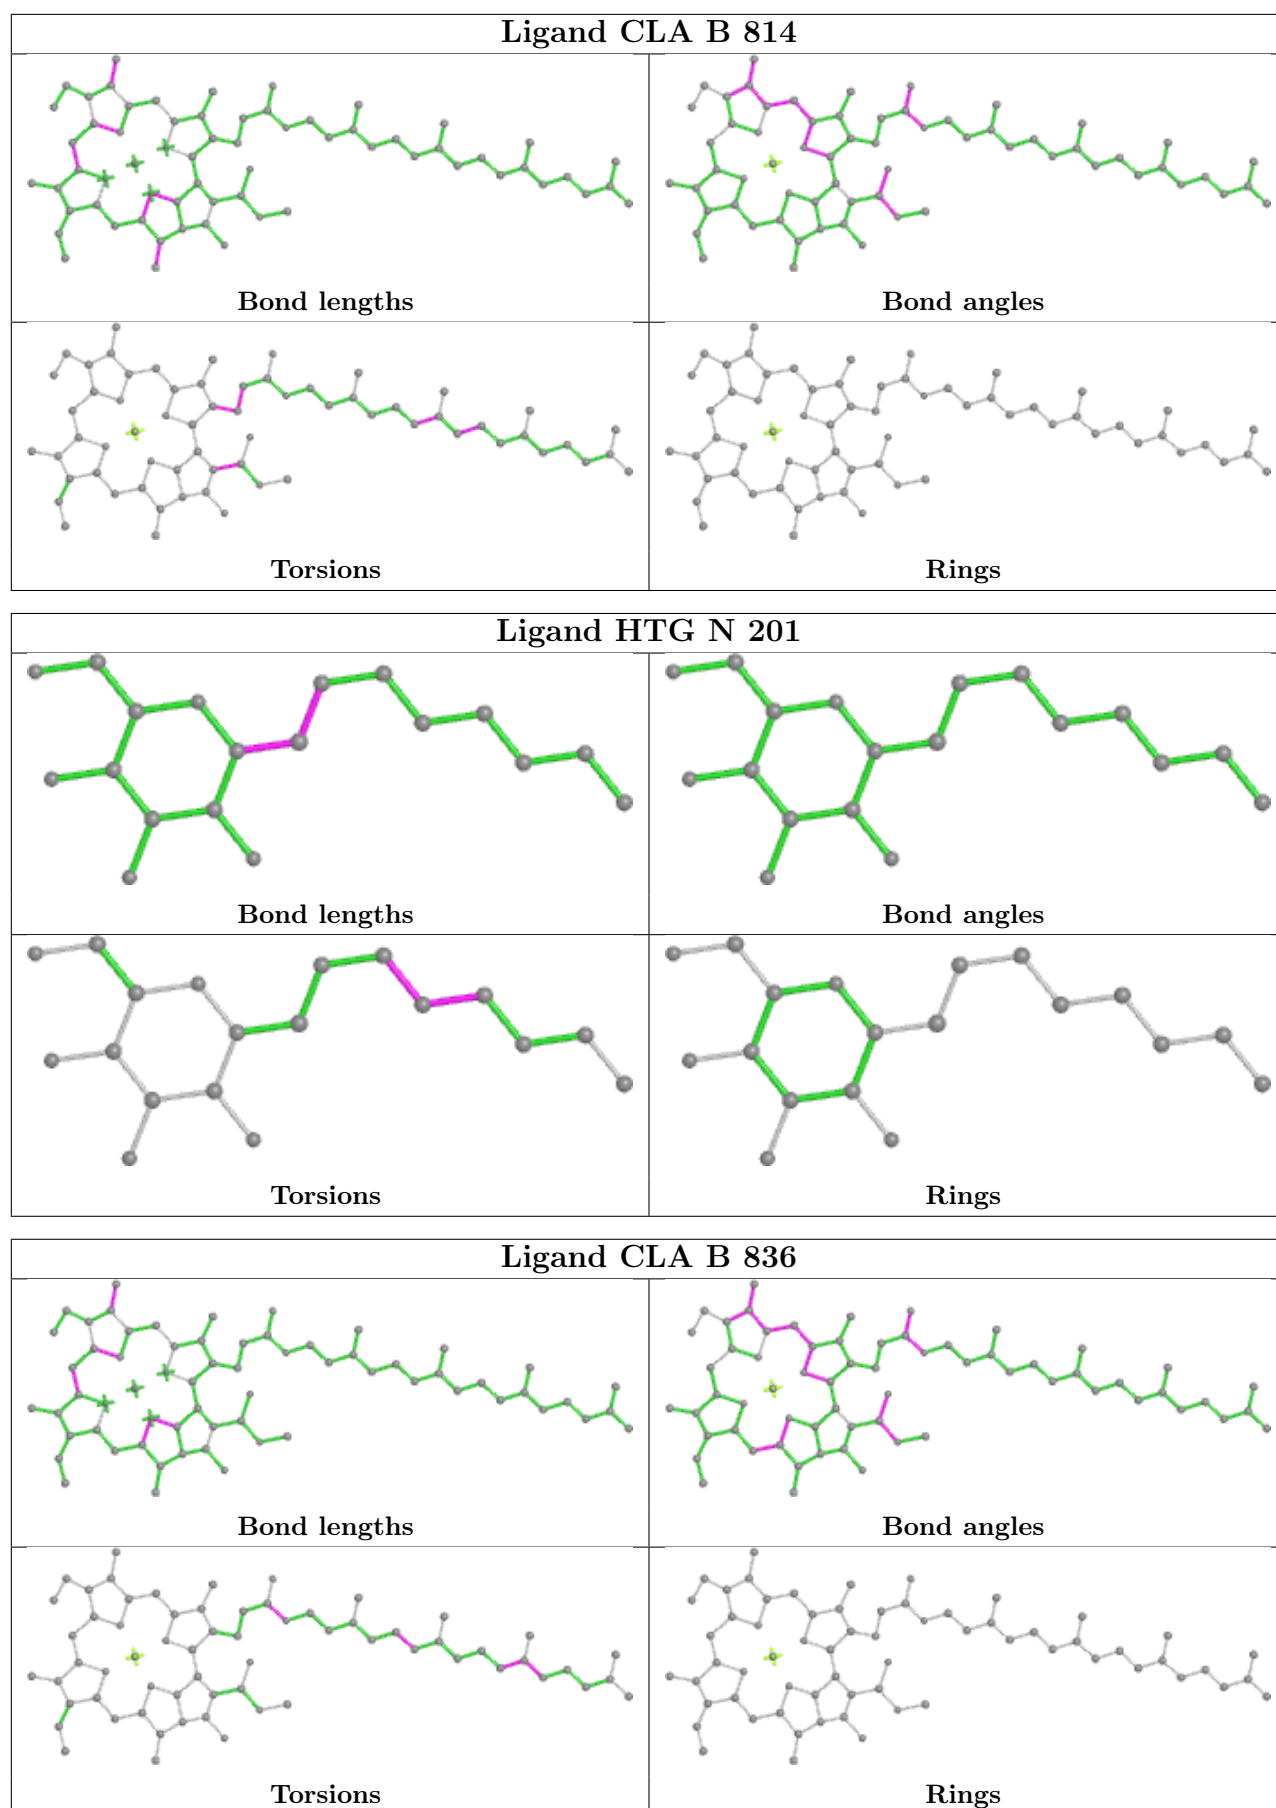 Ligand CLA B 814
Bond lengths
Bond angles
Torsions
Rings
Ligand HTG N 201
Bond lengths
Bond angles
Torsions
Rings
Ligand CLA B 836
Bond lengths
Bond angles
Torsions
Rings